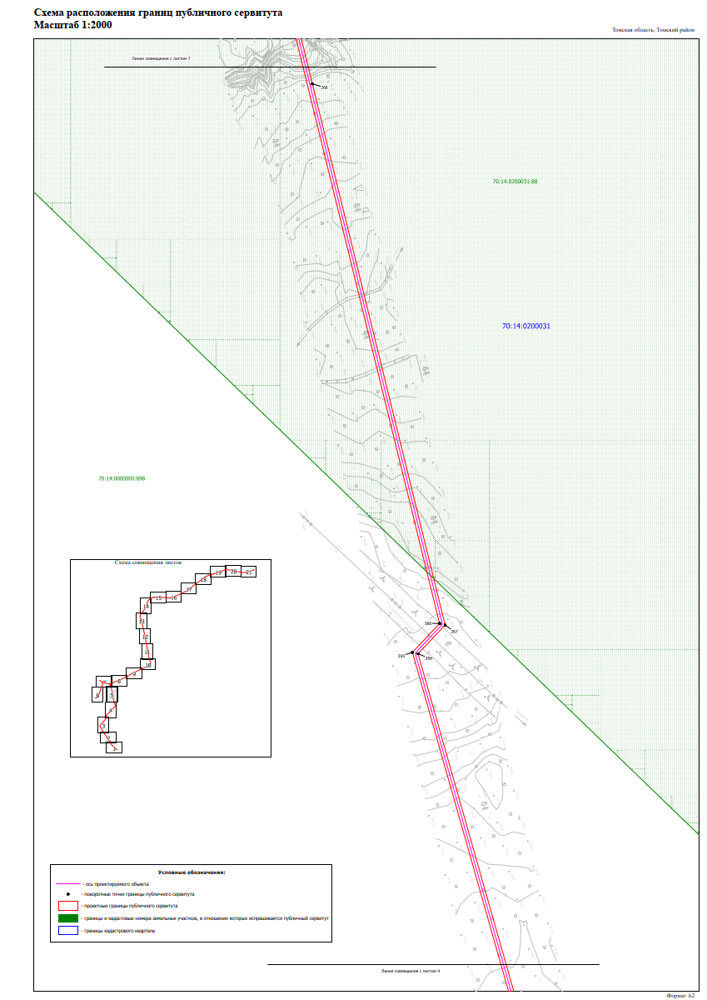 Схема расположения границ публичного сервитута
Масштаб 1:2000
Томская область, Томский район
Линия совмещения с листом 7
266
70:14:0200031:88
70:14:0200031
70:14:0000000:698
360
267
359
268
Схема совмещения листов
19
20
21
18
17
16
15
14
13
12
11
10
9
8
7
6
5
4
3
2
1
Условные обозначения:
- ось проектируемого объекта
- поворотные точки границы публичного сервитута
- проектные границы публичного сервитута
- границы и кадастовые номера земельных участков, в отношении которых испрашивается публичный сервитут
- границы кадастрового квартала
Линия совмещения с листом 4
Формат А2